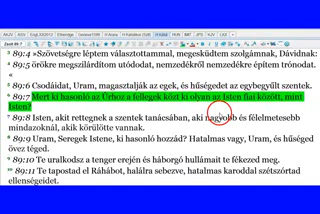 Zsolt 89:7
89:4 »Szövetségre léptem választottammal, megesküdtem szolgámnak, Dávidnak:
89:5 örökre megszilárdítom utódodat, nemzedékről nemzedékre építem trónodat.
«
89:6 Csodáidat, Uram, magasztalják az egek, és hűségedet az egybegyűlt szentek.
89:7 Mert ki hasonló az Úrhoz a fellegek közt ki olyan az Isten fiai között, mint
Isten?
89:8 Isten, akit rettegnek a szentek tanácsában, aki nagyobb és félelmetesebb
mindazoknál, akik körülötte vannak.
89:9 Uram, Seregek Istene, ki hasonló hozzád? Hatalmas vagy, Uram, és hűséged
övez téged.
89:10 Te uralkodsz a tenger erején és háborgó hullámait te fékezed meg.
89:11 Te tapostad el Ráhábot, halálra sebezve, hatalmas karoddal szétszórtad
ellenségeidet.